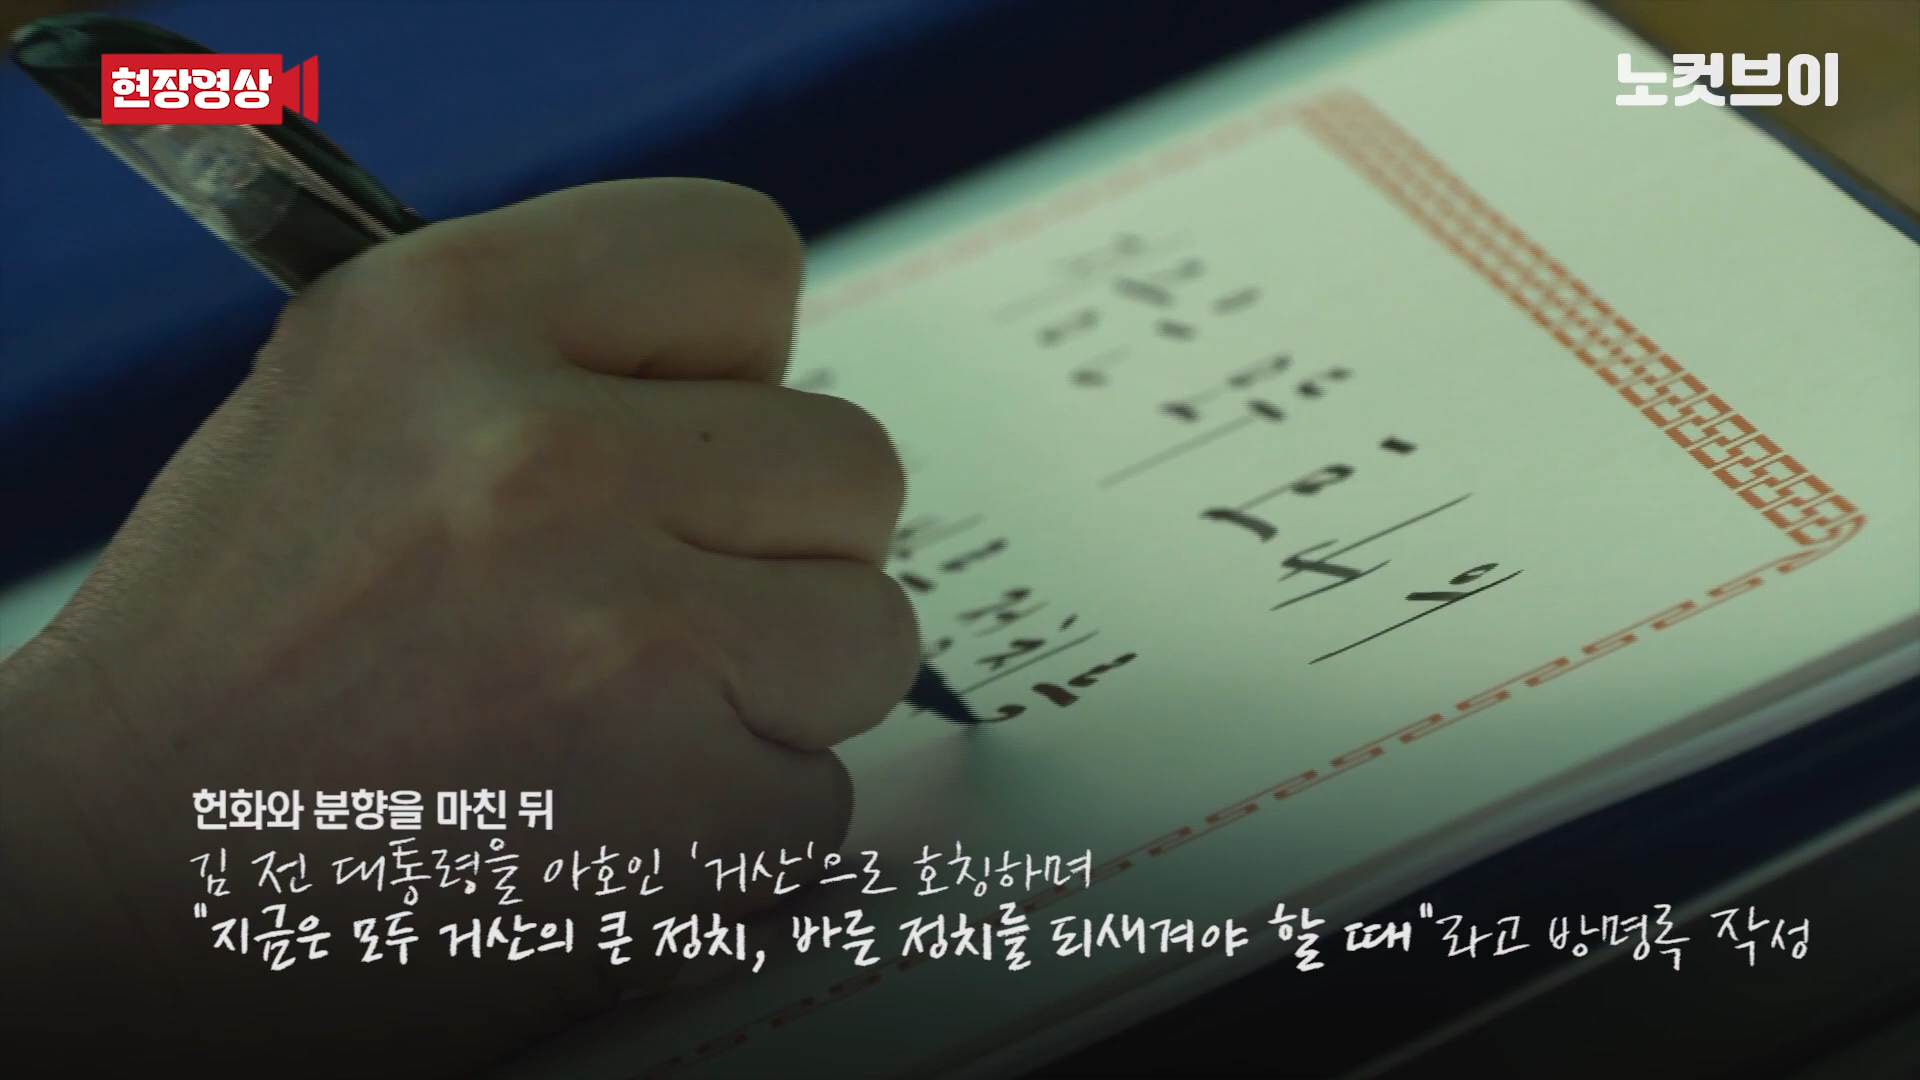 현장영상
노컷브이
헌화와 분향을 마친 뒤
김 전 대통령을 아호인 '거산'으로 호칭하며
"지금은 모두 거산의 큰 정치, 바른 정치를 되새겨야 할 때"라고 방명록 작성